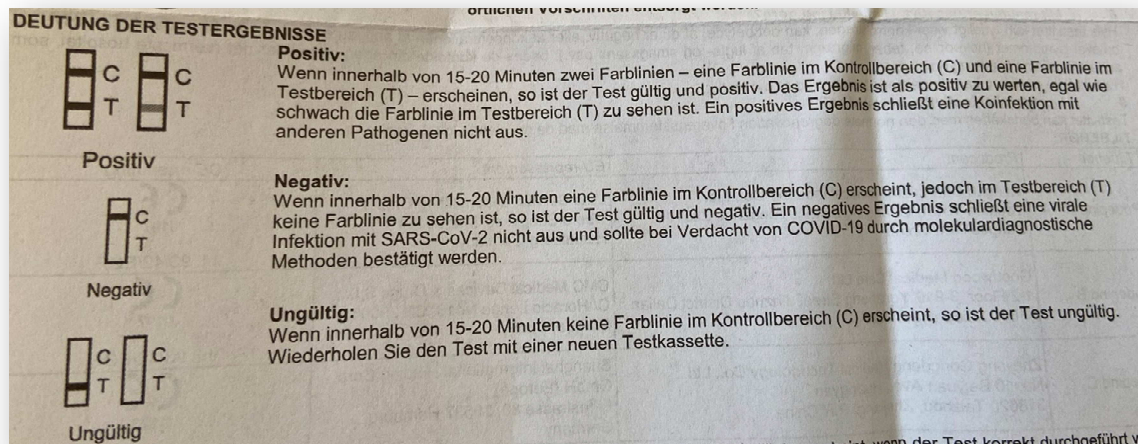 örtlichen Vorschriften entsorgt werden.
DEUTUNG DER TESTERGEBNISSE
Positiv:
Wenn innerhalb von 15-20 Minuten zwei Farblinien – eine Farblinie im Kontrollbereich (C) und eine Farblinie im
Testbereich (T) – erscheinen, so ist der Test gültig und positiv. Das Ergebnis ist als positiv zu werten, egal wie
schwach die Farblinie im Testbereich (T) zu sehen ist. Ein positives Ergebnis schließt eine Koinfektion mit
anderen Pathogenen nicht aus.
C C
T T
Positiv
Negativ:
Wenn innerhalb von 15-20 Minuten eine Farblinie im Kontrollbereich (C) erscheint, jedoch im Testbereich (T)
keine Farblinie zu sehen ist, so ist der Test gültig und negativ. Ein negatives Ergebnis schließt eine virale
Infektion mit SARS-CoV-2 nicht aus und sollte bei Verdacht von COVID-19 durch molekulardiagnostische
Methoden bestätigt werden.
C
T
Negativ
Ungültig:
Wenn innerhalb von 15-20 Minuten keine Farblinie im Kontrollbereich (C) erscheint, so ist der Test ungültig.
Wiederholen Sie den Test mit einer neuen Testkassette.
C C
T T
Ungültig
wenn der Test korrekt durchgeführt